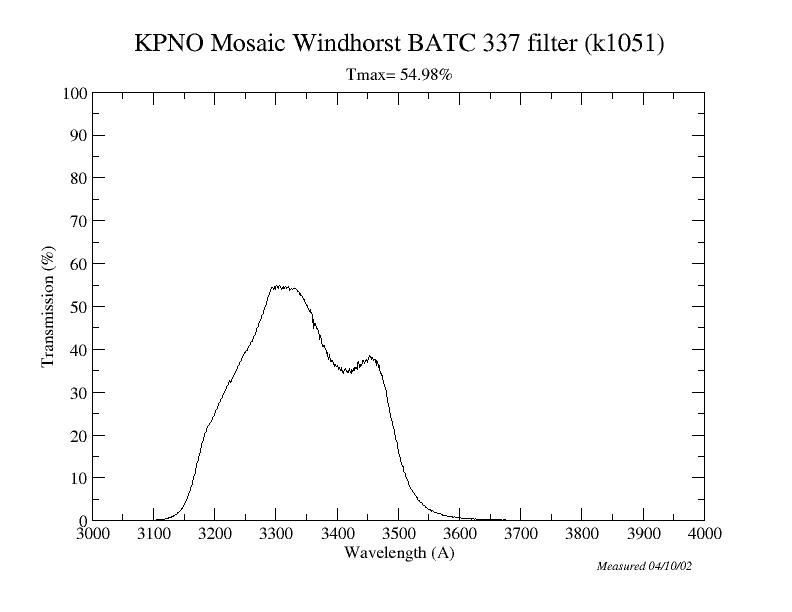 KPNO Mosaic Windhorst BATC 337 filter (k1051)
Tmax= 54.98%
100
90
80
70
60
50
40
30
20
10
0
Transmission (%)
3000 3100 3200 3300 3400 3500 3600 3700 3800 3900 4000
Wavelength (A)
Measured 04/10/02